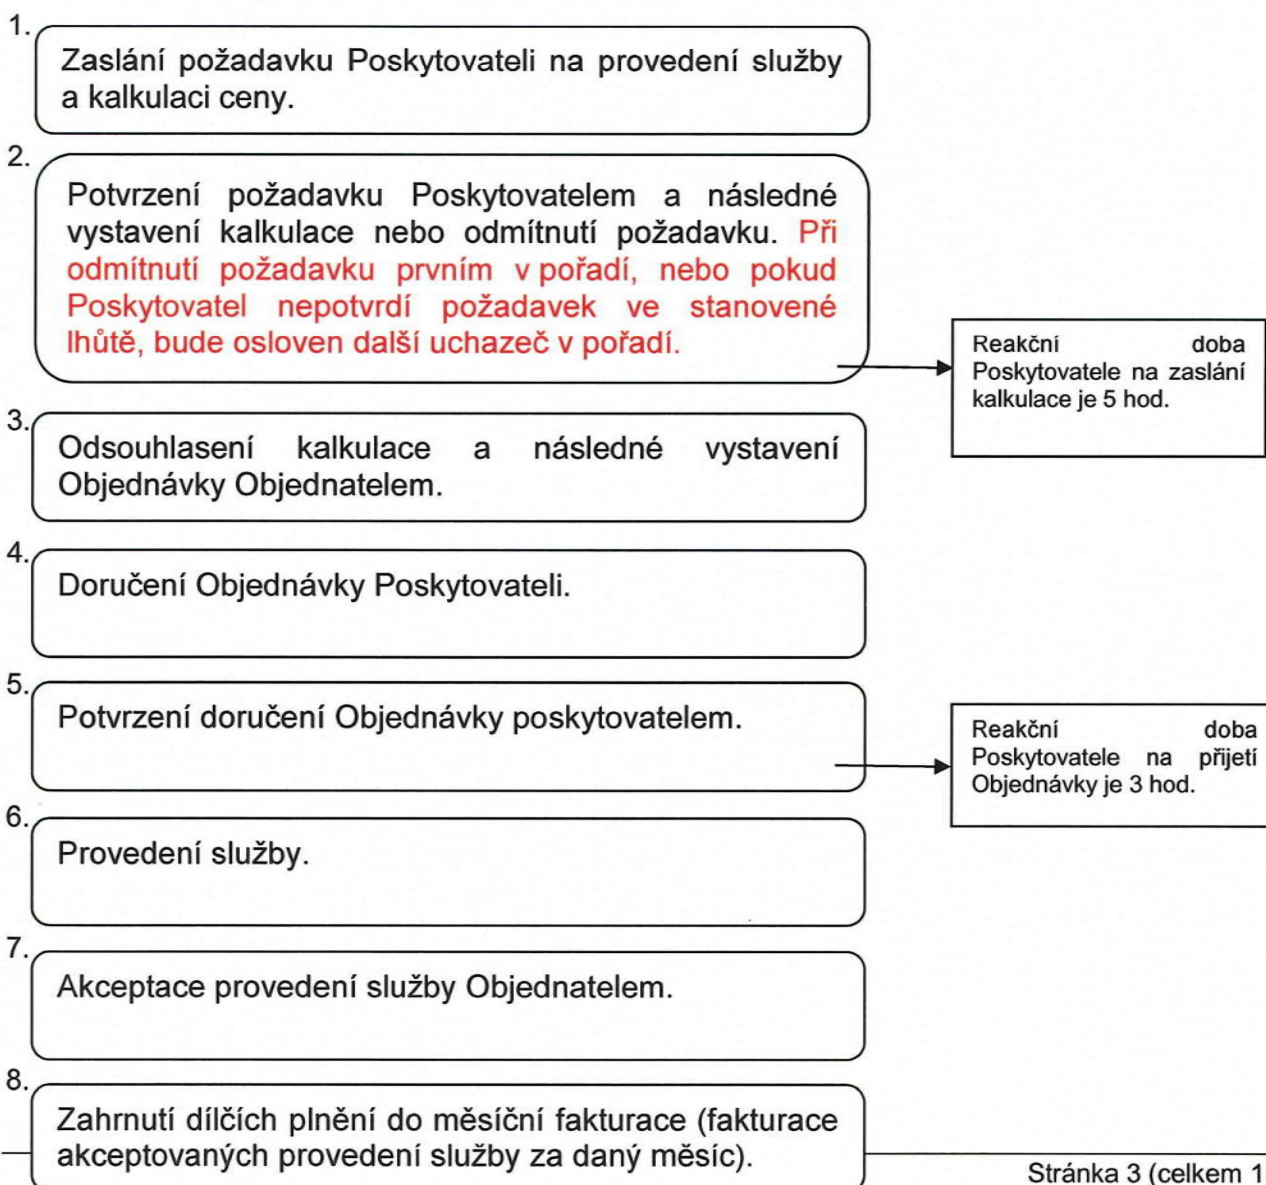 1.
Zaslání požadavku Poskytovateli na provedení služby
a kalkulaci ceny.
2.
Potvrzení požadavku Poskytovatelem a následné
vystavení kalkulace nebo odmítnutí požadavku. Při
odmítnutí požadavku prvním v pořadí, nebo pokud
Poskytovatel nepotvrdí požadavek ve stanovené
lhůtě, bude osloven další uchazeč v pořadí.
Reakční doba
Poskytovatele na zaslání
kalkulace je 5 hod.
3.
Odsouhlasení kalkulace a následné vystavení
Objednávky Objednatelem.
4.
Doručení Objednávky Poskytovateli.
5.
Potvrzení doručení Objednávky poskytovatelem.
Reakční doba
Poskytovatele na přijetí
Objednávky je 3 hod.
6.
Provedení služby.
7.
Akceptace provedení služby Objednatelem.
8.
Zahrnutí dílčích plnění do měsíční fakturace (fakturace
akceptovaných provedení služby za daný měsíc).
Stránka 3 (celkem 1